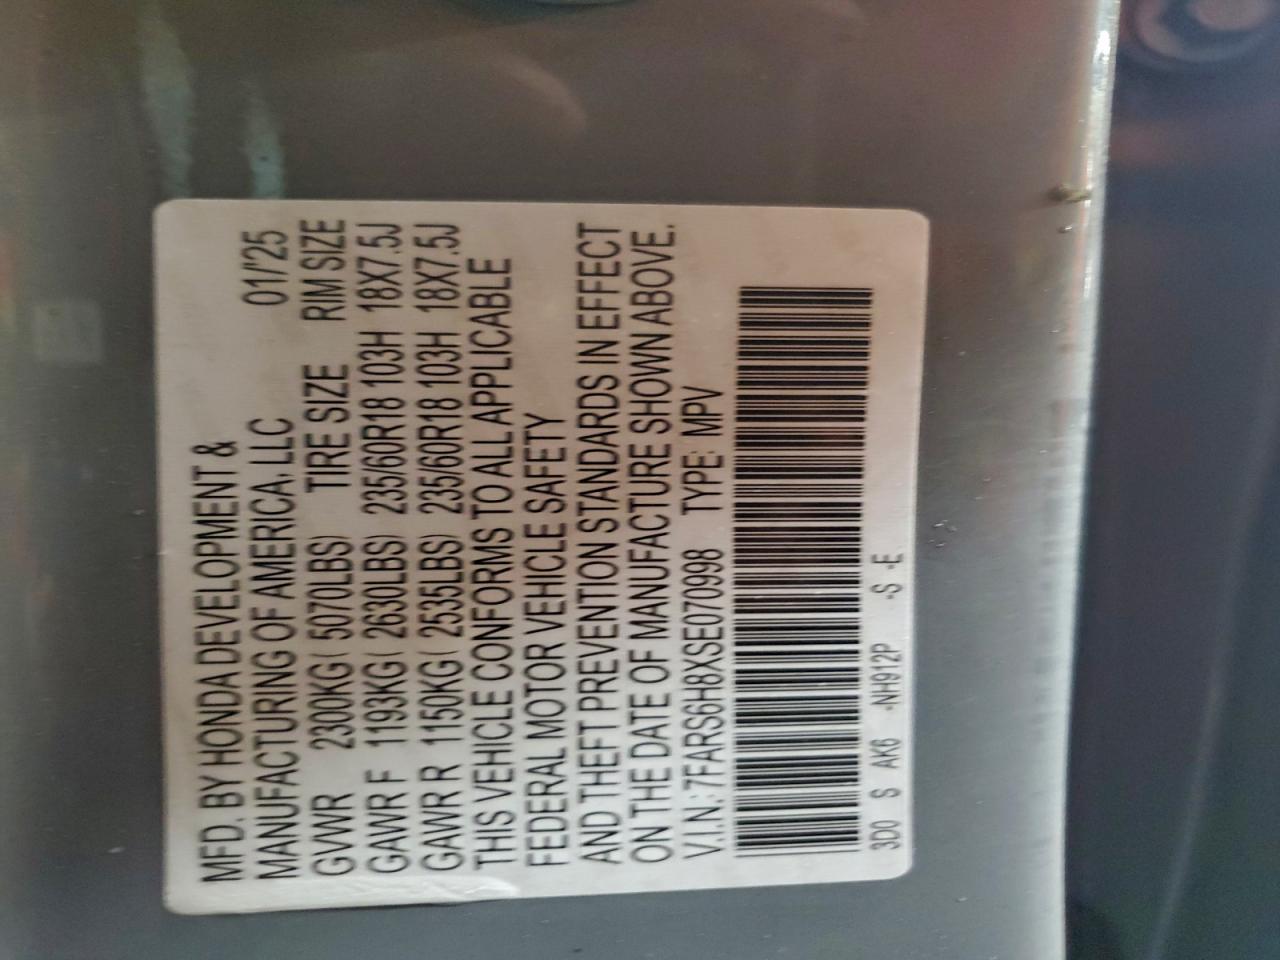 MFD. BY HONDA DEVELOPMENT &
MANUFACTURING OF AMERICA, LLC 01/'25
GVWR 2300KG( 5070LBS) TIRE SIZE RIM SIZE
GAWR F 1193KG( 2630LBS) 235/60R18 103H 18X7.5J
GAWR R 1150KG( 2535LBS) 235/60R18 103H 18X7.5J
THIS VEHICLE CONFORMS TO ALL APPLICABLE
FEDERAL MOTOR VEHICLE SAFETY
AND THEFT PREVENTION STANDARDS IN EFFECT
ON THE DATE OF MANUFACTURE SHOWN ABOVE.
V.I.N.: 7FARS6H8XSE070998 TYPE: MPV
3D0 S AK6 -NH912P -S -E